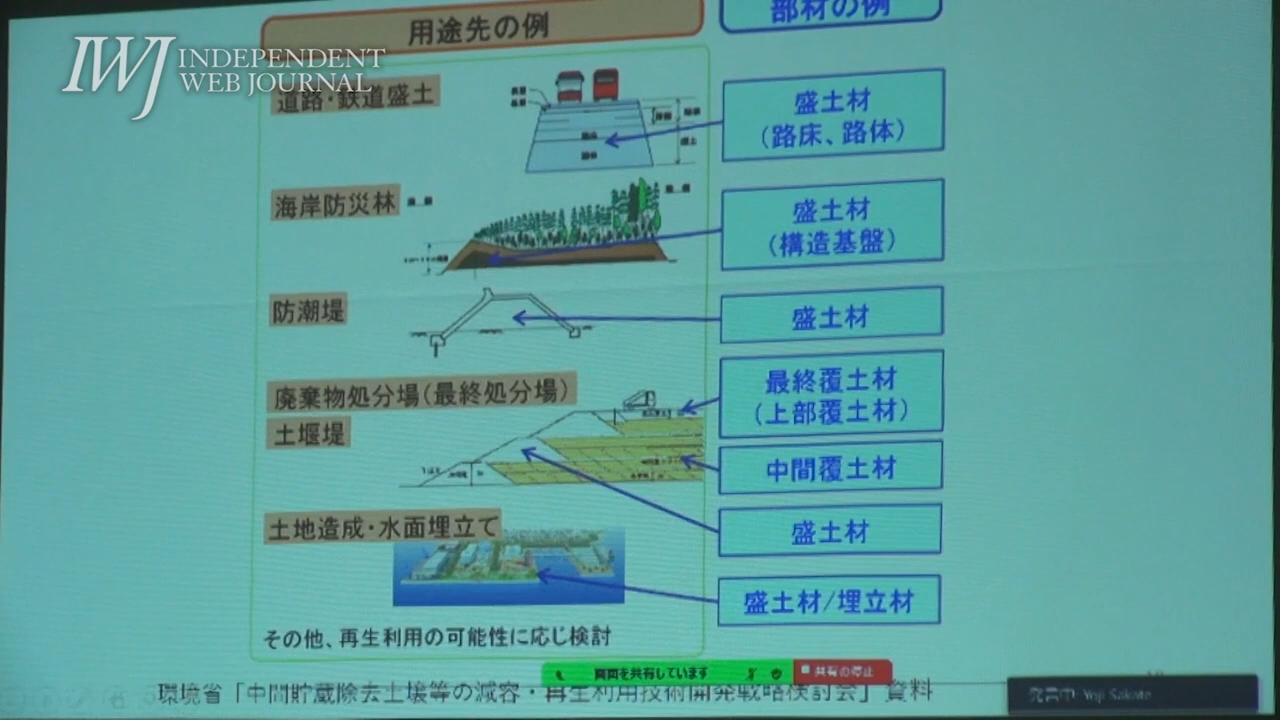 用途先の例
部材の例
IWJ INDEPENDENT
WEB JOURNAL
道路・鉄道盛土
盛土材
(路床、路体)
海岸防災林
盛土材
(構造基盤)
防潮堤
盛土材
廃棄物処分場(最終処分場)
最終覆土材
(上部覆土材)
土堰堤
中間覆土材
盛土材
土地造成・水面埋立て
盛土材/埋立材
その他、再生利用の可能性に応じ検討
画面を共有しています
共有の停止
環境省「中間貯蔵除去土壌等の減容・再生利用技術開発戦略検討会」資料
発言中: Yoji Sakate